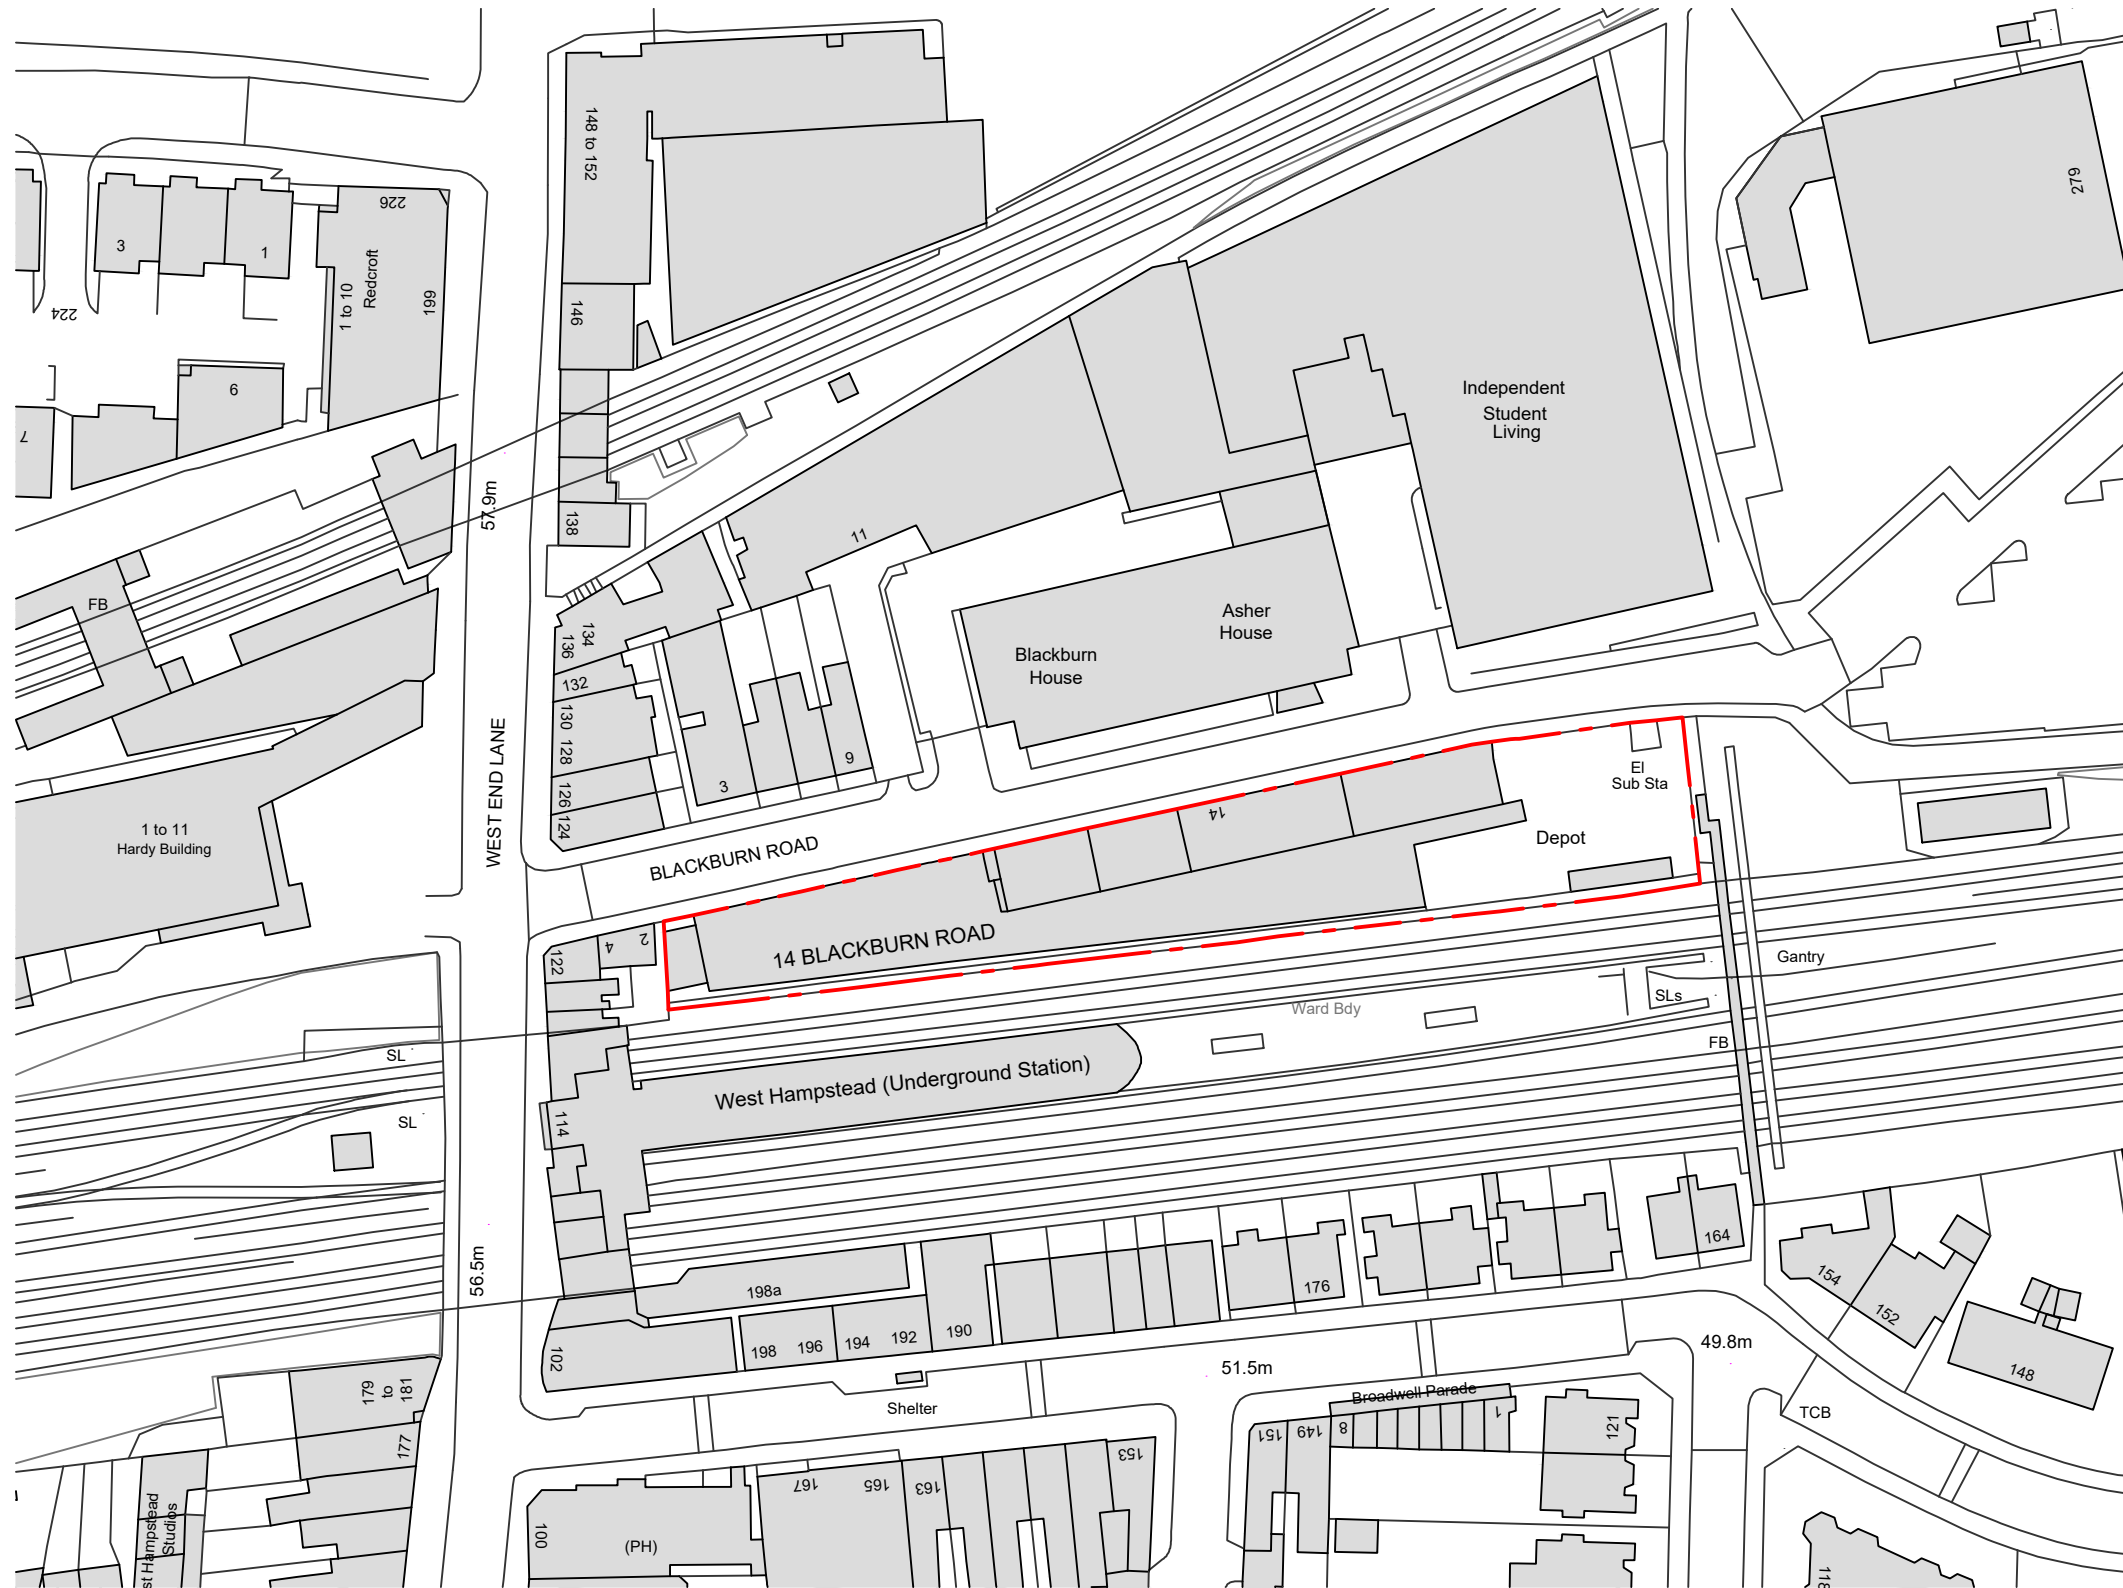 148 to 152
279
226
3
1
1 to 10
Redcroft
199
224
146
6
7
Independent
Student
Living
57.9m
138
11
FB
134
136
132
130
128
126
124
Asher
House
Blackburn
House
9
3
WEST END LANE
1 to 11
Hardy Building
BLACKBURN ROAD
14
El
Sub Sta
Depot
2
4
122
14 BLACKBURN ROAD
Gantry
SLs
Ward Bdy
FB
SL
SL
114
West Hampstead (Underground Station)
56.5m
198a
198
196
194
192
190
176
164
154
152
148
102
51.5m
49.8m
179
to
181
177
Shelter
Broadwell Parade
151
149
8
1
121
TCB
167
165
163
153
100
(PH)
st Hampstead
Studios
118